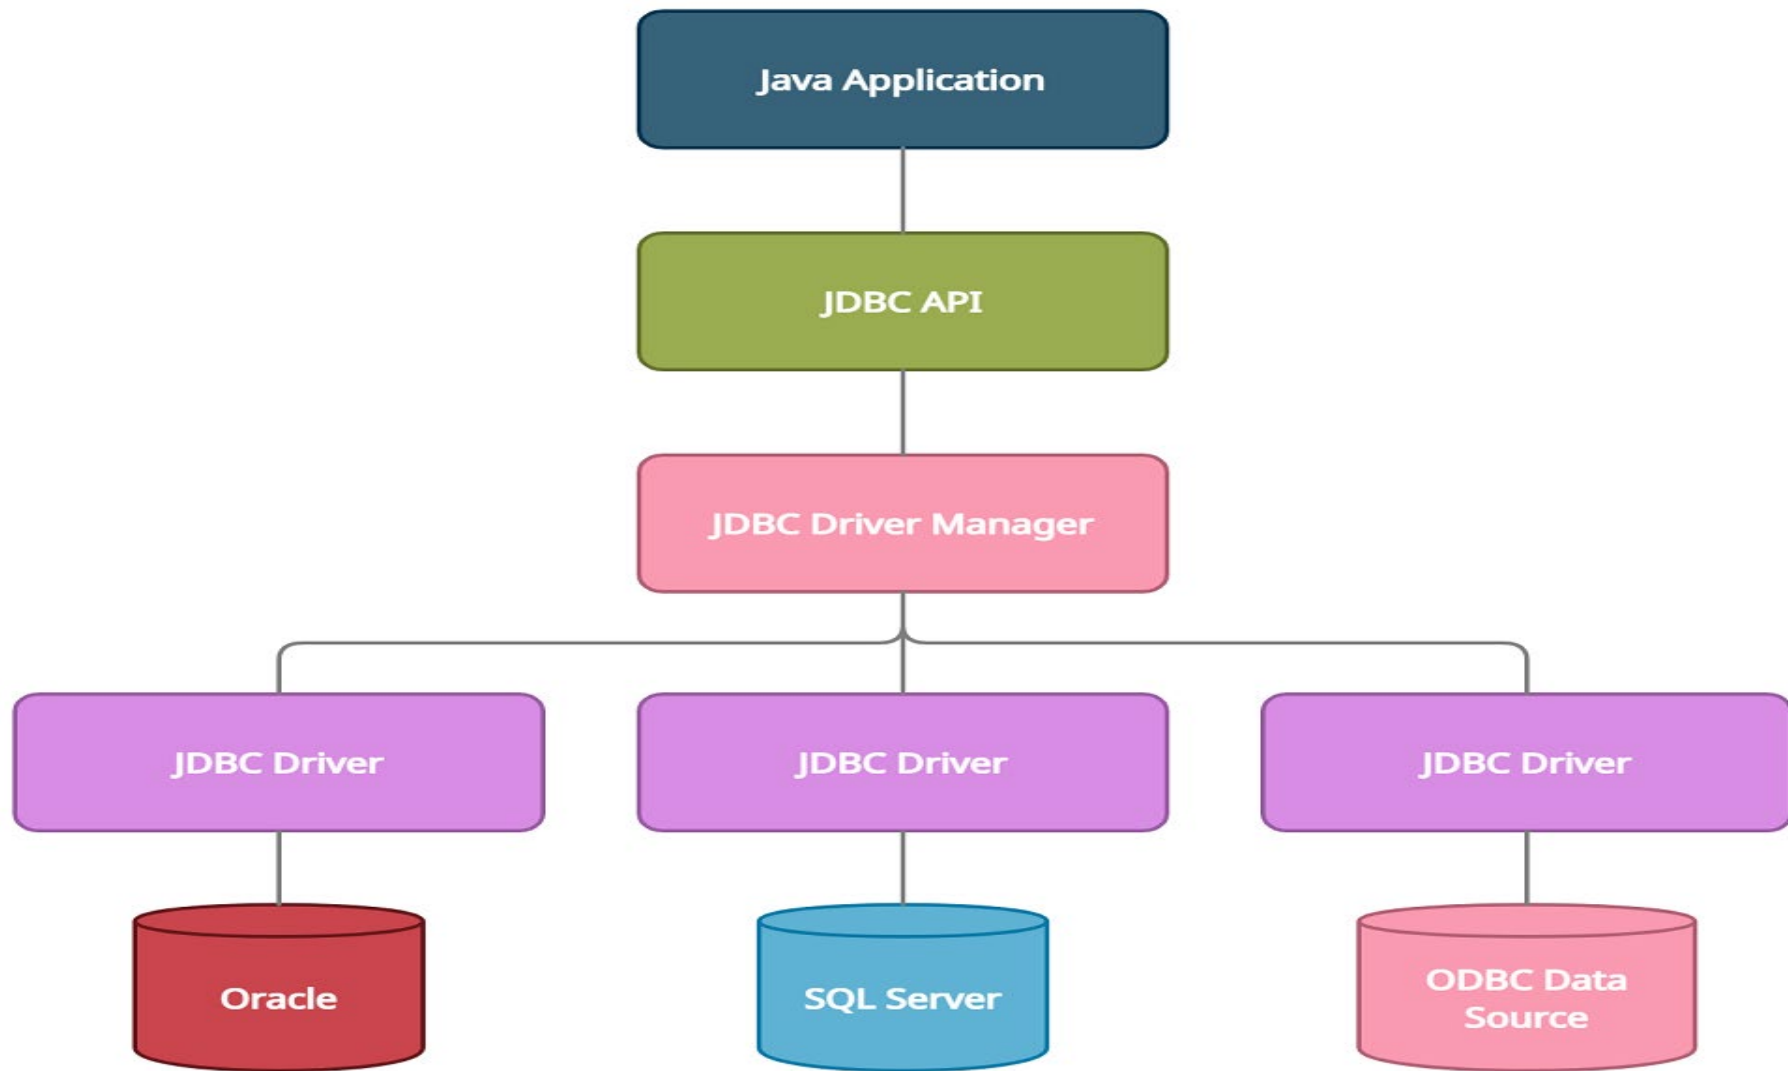 Java Application
JDBC API
JDBC Driver Manager
JDBC Driver
JDBC Driver
JDBC Driver
Oracle
SQL Server
ODBC Data
Source